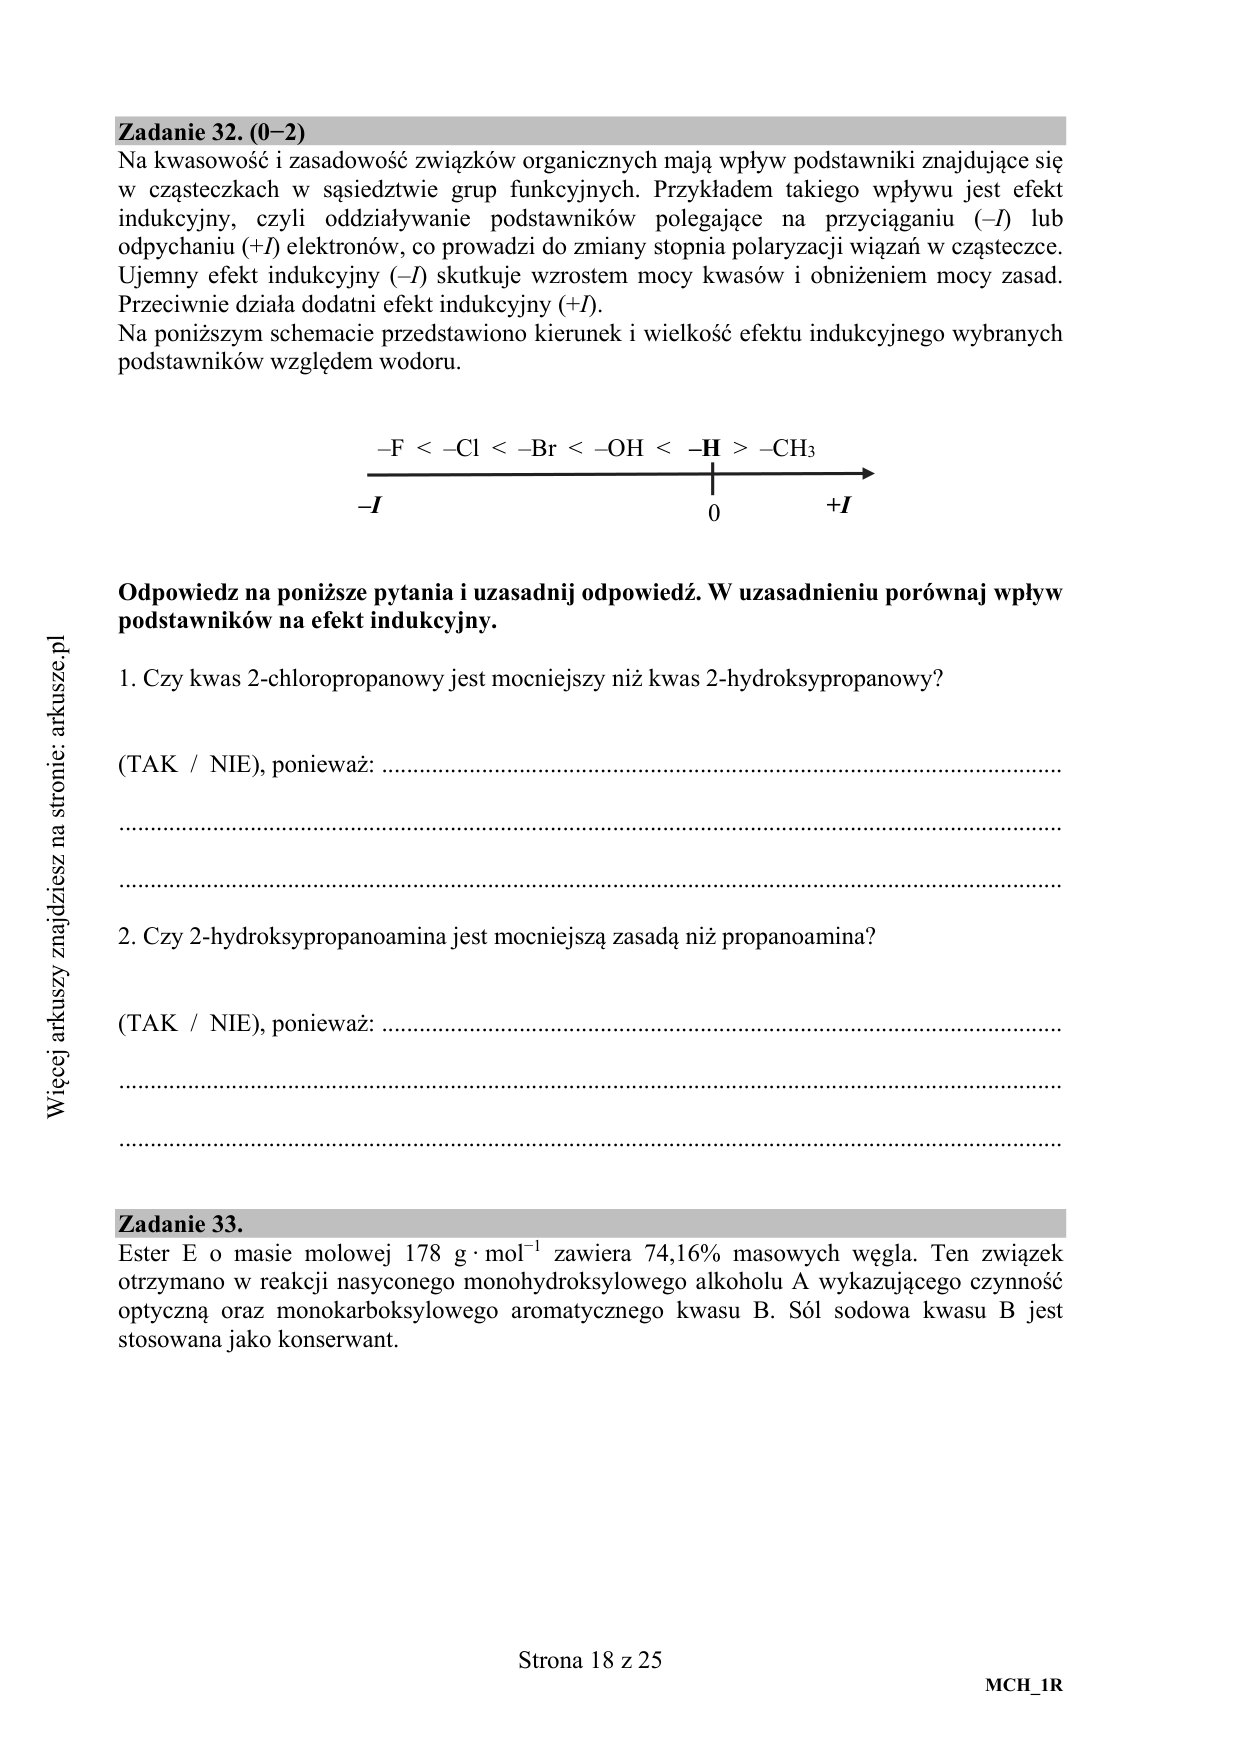 Zadanie 32. (0−2)
Na kwasowość i zasadowość związków organicznych mają wpływ podstawniki znajdujące się
w cząsteczkach w sąsiedztwie grup funkcyjnych. Przykładem takiego wpływu jest efekt
indukcyjny, czyli oddziaływanie podstawników polegające na przyciąganiu (–I) lub
odpychaniu (+I) elektronów, co prowadzi do zmiany stopnia polaryzacji wiązań w cząsteczce.
Ujemny efekt indukcyjny (–I) skutkuje wzrostem mocy kwasów i obniżeniem mocy zasad.
Przeciwnie działa dodatni efekt indukcyjny (+I).
Na poniższym schemacie przedstawiono kierunek i wielkość efektu indukcyjnego wybranych
podstawników względem wodoru.
–F < –Cl < –Br < –OH < –H > –CH₃
–I 0 +I
Odpowiedz na poniższe pytania i uzasadnij odpowiedź. W uzasadnieniu porównaj wpływ
podstawników na efekt indukcyjny.
1. Czy kwas 2-chloropropanowy jest mocniejszy niż kwas 2-hydroksypropanowy?
(TAK / NIE), ponieważ: ..............................................................................................................
.......................................................................................................................................................
.......................................................................................................................................................
2. Czy 2-hydroksypropanoamina jest mocniejszą zasadą niż propanoamina?
(TAK / NIE), ponieważ: ..............................................................................................................
.......................................................................................................................................................
.......................................................................................................................................................
Zadanie 33.
Ester E o masie molowej 178 g · mol⁻¹ zawiera 74,16% masowych węgla. Ten związek
otrzymano w reakcji nasyconego monohydroksylowego alkoholu A wykazującego czynność
optyczną oraz monokarboksylowego aromatycznego kwasu B. Sól sodowa kwasu B jest
stosowana jako konserwant.
Strona 18 z 25
MCH_1R
Więcej arkuszy znajdziesz na stronie: arkusze.pl